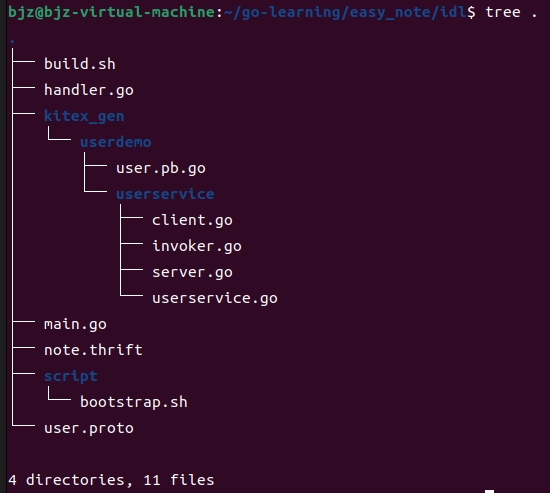 bjz@bjz-virtual-machine:~/go-learning/easy_note/idl$ tree .
.
├── build.sh
├── handler.go
├── kitex_gen
│   └── userdemo
│       ├── user.pb.go
│       └── userservice
│           ├── client.go
│           ├── invoker.go
│           ├── server.go
│           └── userservice.go
├── main.go
├── note.thrift
├── script
│   └── bootstrap.sh
└── user.proto
4 directories, 11 files